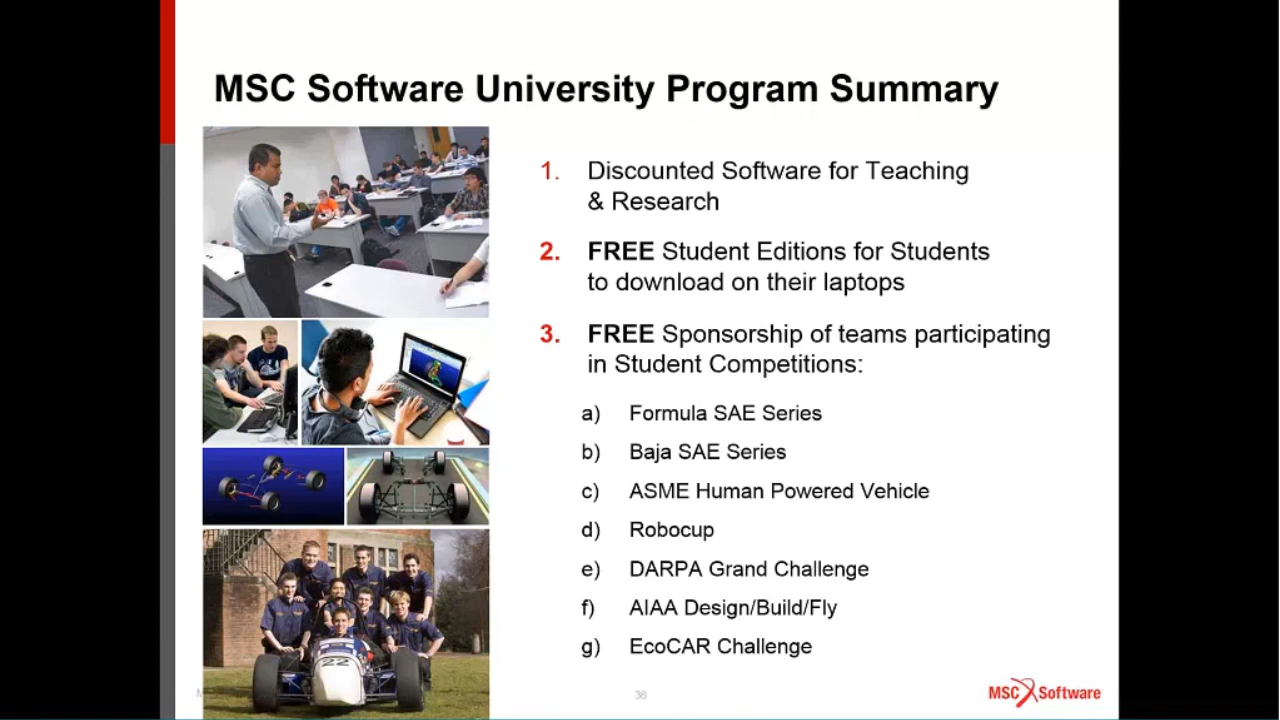 MSC Software University Program Summary
1. Discounted Software for Teaching
& Research
2. FREE Student Editions for Students
to download on their laptops
3. FREE Sponsorship of teams participating
in Student Competitions:
a) Formula SAE Series
b) Baja SAE Series
c) ASME Human Powered Vehicle
d) Robocup
e) DARPA Grand Challenge
f) AIAA Design/Build/Fly
g) EcoCAR Challenge
22
36
MSC Software